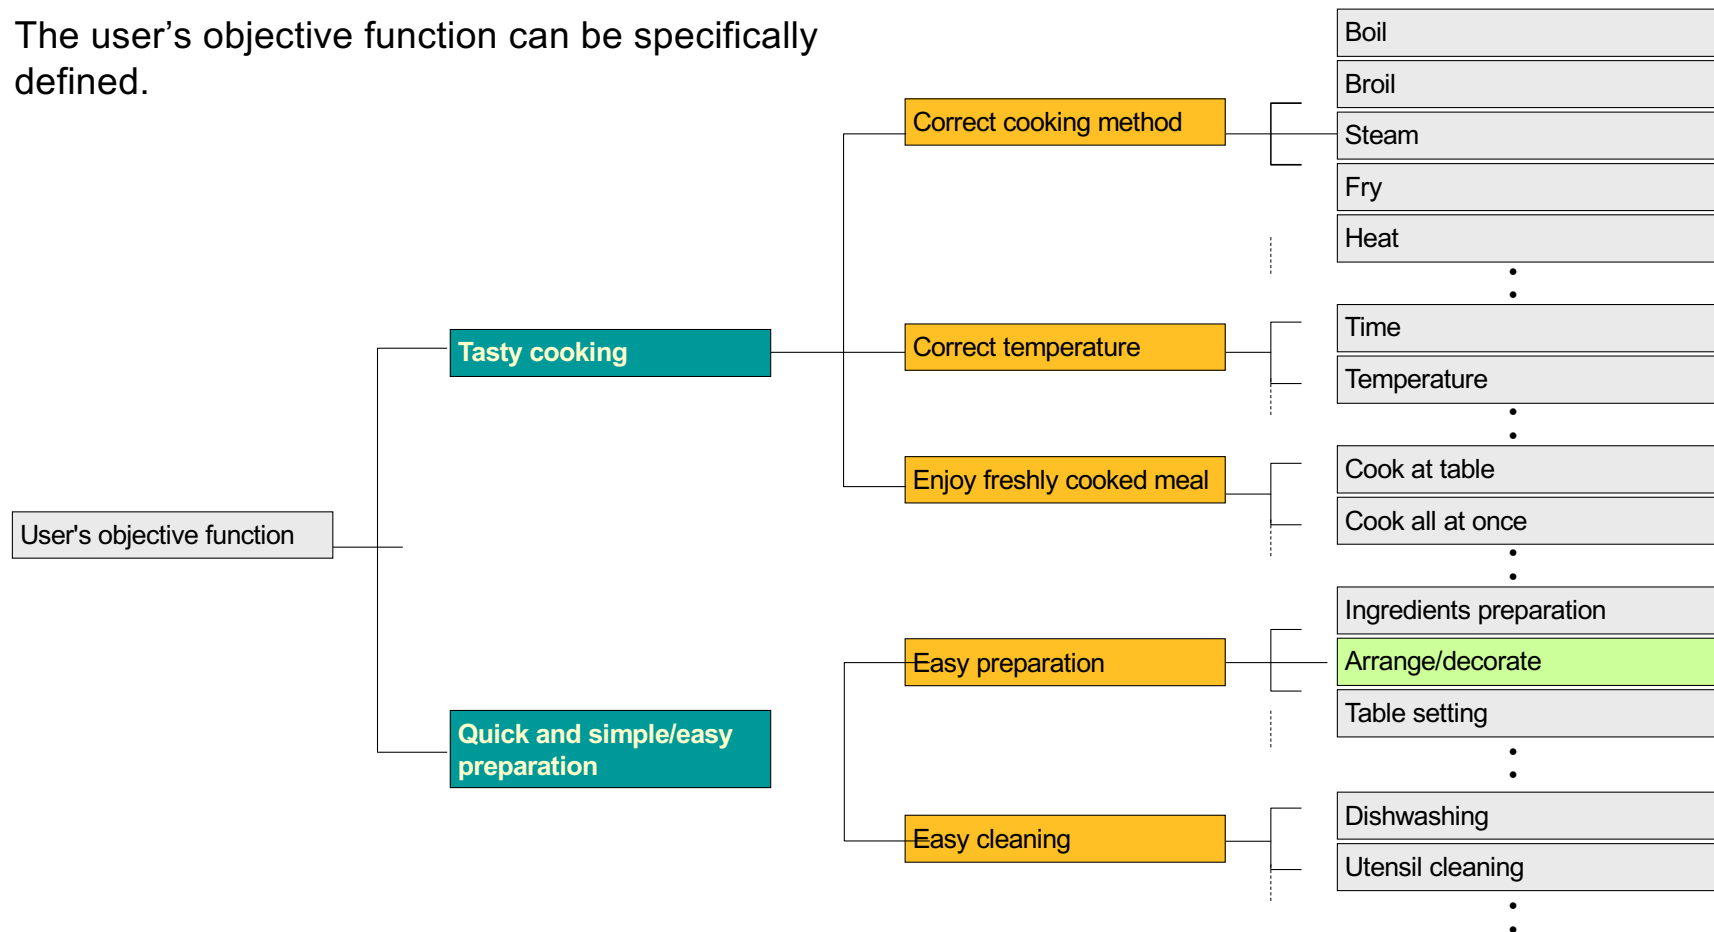 The user’s objective function can be specifically
defined.
User's objective function
Tasty cooking
Quick and simple/easy
preparation
Correct cooking method
Correct temperature
Enjoy freshly cooked meal
Easy preparation
Easy cleaning
Boil
Broil
Steam
Fry
Heat
Time
Temperature
Cook at table
Cook all at once
Ingredients preparation
Arrange/decorate
Table setting
Dishwashing
Utensil cleaning